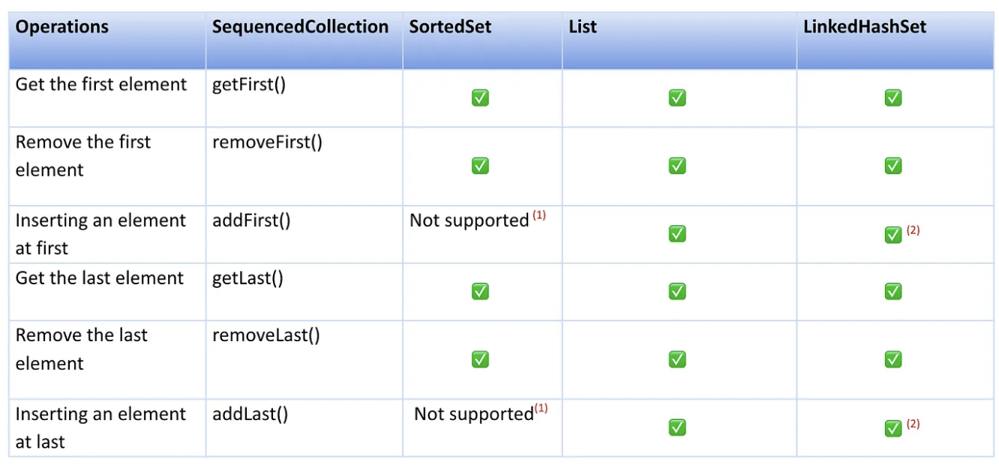 Operations SequencedCollection SortedSet List LinkedHashSet
Get the first element getFirst() ✅ ✅ ✅
Remove the first removeFirst()
element ✅ ✅ ✅
Inserting an element addFirst() Not supported (1) ✅ ✅ (2)
at first
Get the last element getLast() ✅ ✅ ✅
Remove the last removeLast()
element ✅ ✅ ✅
Inserting an element addLast() Not supported(1) ✅ ✅ (2)
at last